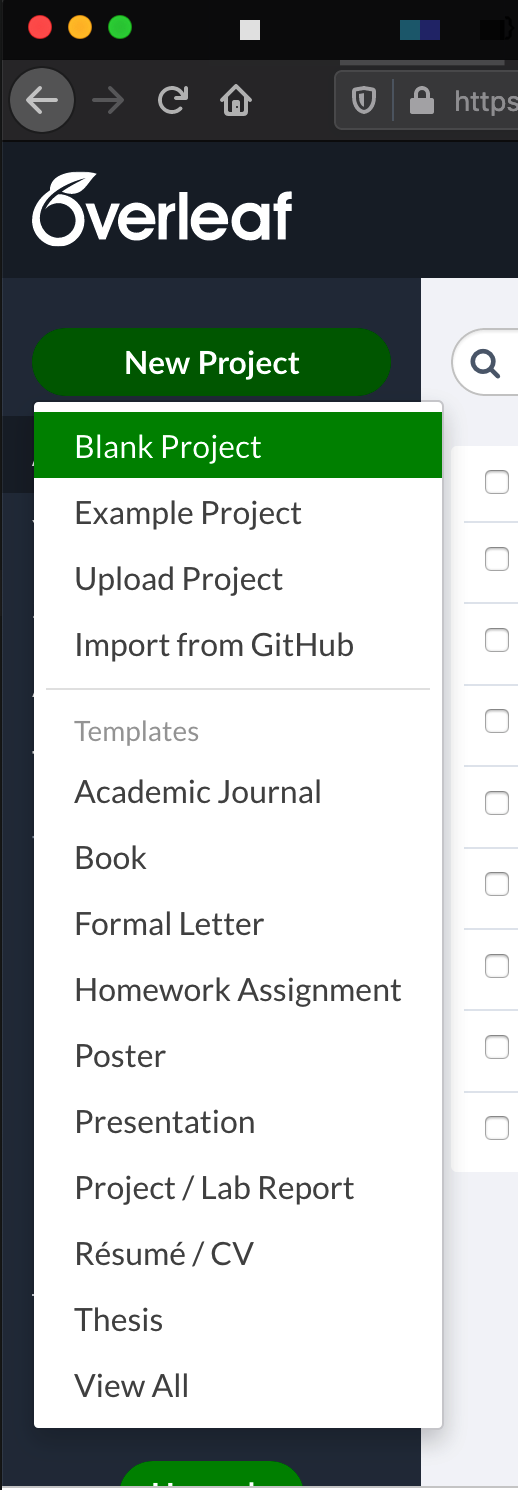 https
Overleaf
New Project
Blank Project
Example Project
Upload Project
Import from GitHub
Templates
Academic Journal
Book
Formal Letter
Homework Assignment
Poster
Presentation
Project / Lab Report
Résumé / CV
Thesis
View All